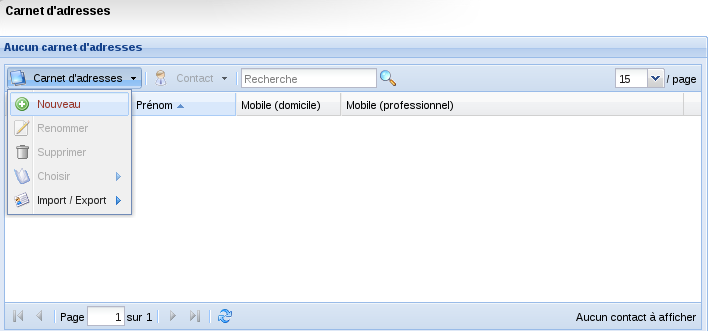 Carnet d'adresses
Aucun carnet d'adresses
Carnet d'adresses Contact Recherche 15 / page
Nouveau Prénom Mobile (domicile) Mobile (professionnel)
Renommer
Supprimer
Choisir
Import / Export
Page 1 sur 1 Aucun contact à afficher